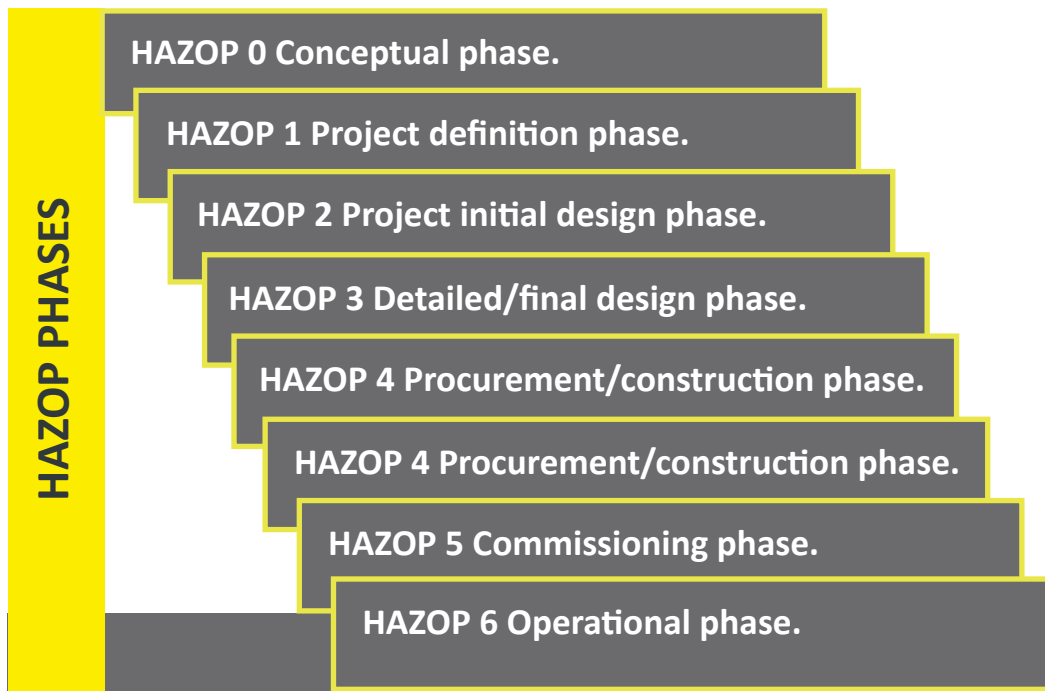 HAZOP PHASES
HAZOP 0 Conceptual phase.
HAZOP 1 Project definition phase.
HAZOP 2 Project initial design phase.
HAZOP 3 Detailed/final design phase.
HAZOP 4 Procurement/construction phase.
HAZOP 4 Procurement/construction phase.
HAZOP 5 Commissioning phase.
HAZOP 6 Operational phase.